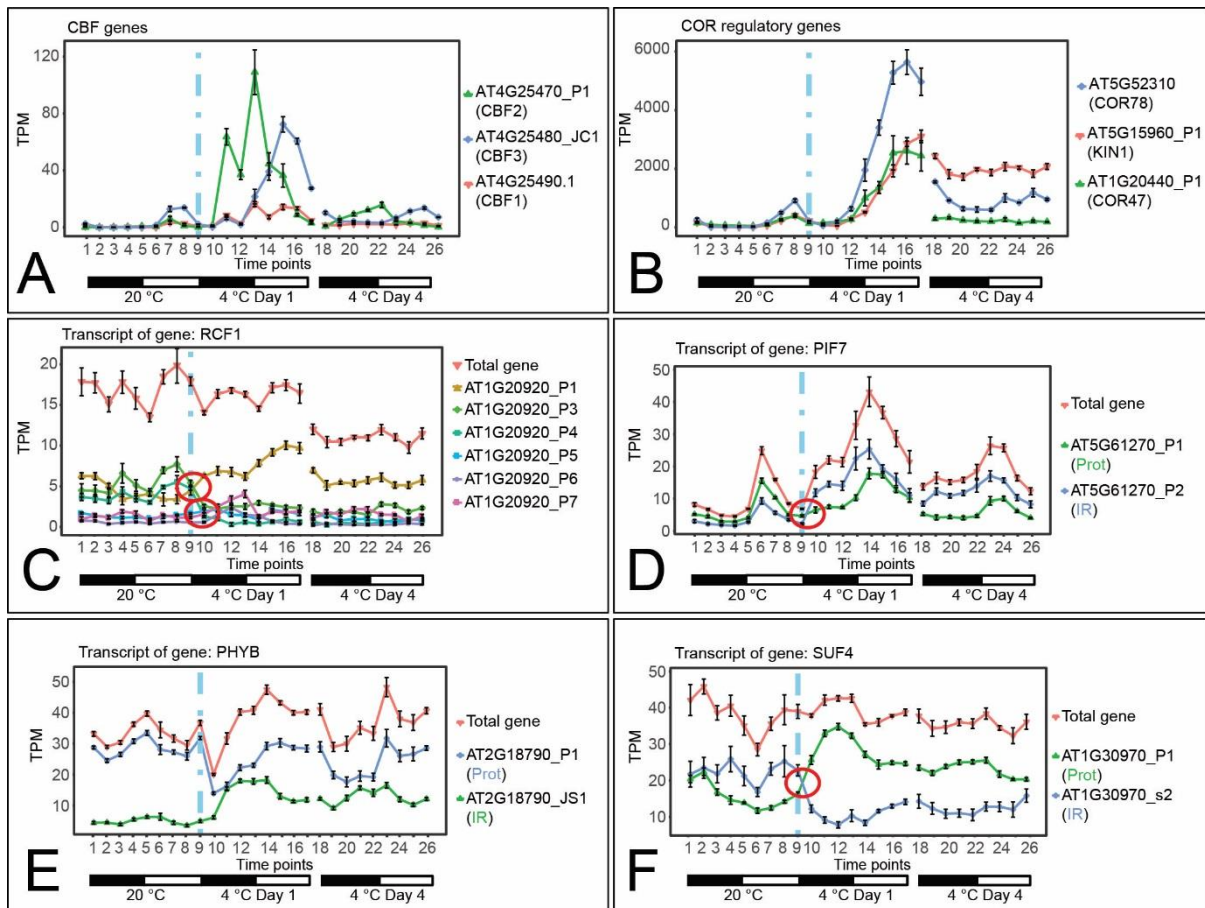 CBF genes
120
80
40
0
TPM
1 2 3 4 5 6 7 8 9 10 12 14 16 18 20 22 24 26
Time points
20 °C
4 °C Day 1
4 °C Day 4
AT4G25470_P1
(CBF2)
AT4G25480_JC1
(CBF3)
AT4G25490.1
(CBF1)
A
COR regulatory genes
6000
4000
2000
0
TPM
1 2 3 4 5 6 7 8 9 10 12 14 16 18 20 22 24 26
Time points
20 °C
4 °C Day 1
4 °C Day 4
AT5G52310
(COR78)
AT5G15960_P1
(KIN1)
AT1G20440_P1
(COR47)
B
Transcript of gene: RCF1
20
15
10
5
0
TPM
1 2 3 4 5 6 7 8 9 10 12 14 16 18 20 22 24 26
Time points
20 °C
4 °C Day 1
4 °C Day 4
Total gene
AT1G20920_P1
AT1G20920_P3
AT1G20920_P4
AT1G20920_P5
AT1G20920_P6
AT1G20920_P7
C
Transcript of gene: PIF7
50
40
30
20
10
0
TPM
1 2 3 4 5 6 7 8 9 10 12 14 16 18 20 22 24 26
Time points
20 °C
4 °C Day 1
4 °C Day 4
Total gene
AT5G61270_P1
(Prot)
AT5G61270_P2
(IR)
D
Transcript of gene: PHYB
50
40
30
20
10
TPM
1 2 3 4 5 6 7 8 9 10 12 14 16 18 20 22 24 26
Time points
20 °C
4 °C Day 1
4 °C Day 4
Total gene
AT2G18790_P1
(Prot)
AT2G18790_JS1
(IR)
E
Transcript of gene: SUF4
50
40
30
20
10
TPM
1 2 3 4 5 6 7 8 9 10 12 14 16 18 20 22 24 26
Time points
20 °C
4 °C Day 1
4 °C Day 4
Total gene
AT1G30970_P1
(Prot)
AT1G30970_s2
(IR)
F